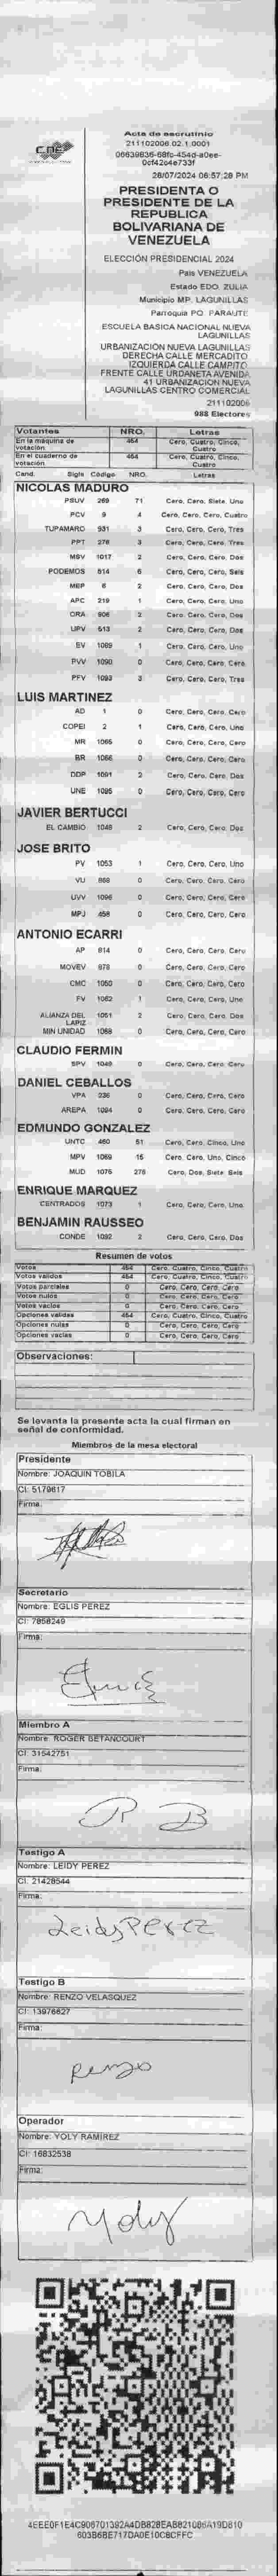 CNE
Acta de escrutinio
211102006.02.1.0001
06639836-68fc-454d-a0ee-
0cf42c4e733f
28/07/2024 06:57:28 PM
PRESIDENTA O
PRESIDENTE DE LA
REPUBLICA
BOLIVARIANA DE
VENEZUELA
ELECCIÓN PRESIDENCIAL 2024
País VENEZUELA
Estado EDO. ZULIA
Municipio MP. LAGUNILLAS
Parroquia PQ. PARAUTE
ESCUELA BASICA NACIONAL NUEVA
LAGUNILLAS
URBANIZACIÓN NUEVA LAGUNILLAS
DERECHA CALLE MERCADITO
IZQUIERDA CALLE CAMPITO
FRENTE CALLE URDANETA AVENIDA
41 URBANIZACION NUEVA
LAGUNILLAS CENTRO COMERCIAL
211102006
988 Electores
Votantes NRO. Letras
En la máquina de votación. 454 Cero, Cuatro, Cinco, Cuatro
En el cuaderno de votación 454 Cero, Cuatro, Cinco, Cuatro
Cand. Sigla Código NRO. Letras
NICOLAS MADURO
PSUV 269 71 Cero, Cero, Siete, Uno
PCV 9 4 Cero, Cero, Cero, Cuatro
TUPAMARO 931 3 Cero, Cero, Cero, Tres
PPT 276 3 Cero, Cero, Cero, Tres
MSV 1017 2 Cero, Cero, Cero, Dos
PODEMOS 814 6 Cero, Cero, Cero, Seis
MEP 6 2 Cero, Cero, Cero, Dos
APC 219 1 Cero, Cero, Cero, Uno
ORA 906 2 Cero, Cero, Cero, Dos
UPV 513 2 Cero, Cero, Cero, Dos
EV 1089 1 Cero, Cero, Cero, Uno
PVV 1090 0 Cero, Cero, Cero, Cero
PFV 1093 3 Cero, Cero, Cero, Tres
LUIS MARTINEZ
AD 1 0 Cero, Cero, Cero, Cero
COPEI 2 1 Cero, Cero, Cero, Uno
MR 1065 0 Cero, Cero, Cero, Cero
BR 1066 0 Cero, Cero, Cero, Cero
DDP 1091 2 Cero, Cero, Cero, Dos
UNE 1095 0 Cero, Cero, Cero, Cero
JAVIER BERTUCCI
EL CAMBIO 1048 2 Cero, Cero, Cero, Dos
JOSE BRITO
PV 1053 1 Cero, Cero, Cero, Uno
VU 868 0 Cero, Cero, Cero, Cero
UVV 1096 0 Cero, Cero, Cero, Cero
MPJ 458 0 Cero, Cero, Cero, Cero
ANTONIO ECARRI
AP 814 0 Cero, Cero, Cero, Cero
MOVEV 878 0 Cero, Cero, Cero, Cero
CMC 1050 0 Cero, Cero, Cero, Cero
FV 1062 1 Cero, Cero, Cero, Uno
ALIANZA DEL LAPIZ 1051 2 Cero, Cero, Cero, Dos
MIN UNIDAD 1068 0 Cero, Cero, Cero, Cero
CLAUDIO FERMIN
SPV 1049 0 Cero, Cero, Cero, Cero
DANIEL CEBALLOS
VPA 236 0 Cero, Cero, Cero, Cero
AREPA 1094 0 Cero, Cero, Cero, Cero
EDMUNDO GONZALEZ
UNTC 460 51 Cero, Cero, Cinco, Uno
MPV 1069 15 Cero, Cero, Uno, Cinco
MUD 1075 276 Cero, Dos, Siete, Seis
ENRIQUE MARQUEZ
CENTRADOS 1073 1 Cero, Cero, Cero, Uno
BENJAMIN RAUSSEO
CONDE 1092 2 Cero, Cero, Cero, Dos
Resumen de votos
Votos 454 Cero, Cuatro, Cinco, Cuatro
Votos válidos 454 Cero, Cuatro, Cinco, Cuatro
Votos parciales 0 Cero, Cero, Cero, Cero
Votos nulos 0 Cero, Cero, Cero, Cero
Votos vacíos 0 Cero, Cero, Cero, Cero
Opciones válidas 454 Cero, Cuatro, Cinco, Cuatro
Opciones nulas 0 Cero, Cero, Cero, Cero
Opciones vacías 0 Cero, Cero, Cero, Cero
Observaciones:
Se levanta la presente acta la cual firman en
señal de conformidad.
Miembros de la mesa electoral
Presidente
Nombre: JOAQUIN TOBILA
CI: 5179617
Firma:
Secretario
Nombre: EGLIS PEREZ
CI: 7858249
Firma:
Miembro A
Nombre: ROGER BETANCOURT
CI: 31542751
Firma:
R B
Testigo A
Nombre: LEIDY PEREZ
CI: 21428544
Firma:
Leidy Perez
Testigo B
Nombre: RENZO VELASQUEZ
CI: 13976627
Firma:
Renzo
Operador
Nombre: YOLY RAMIREZ
CI: 16832538
Firma:
Yoly